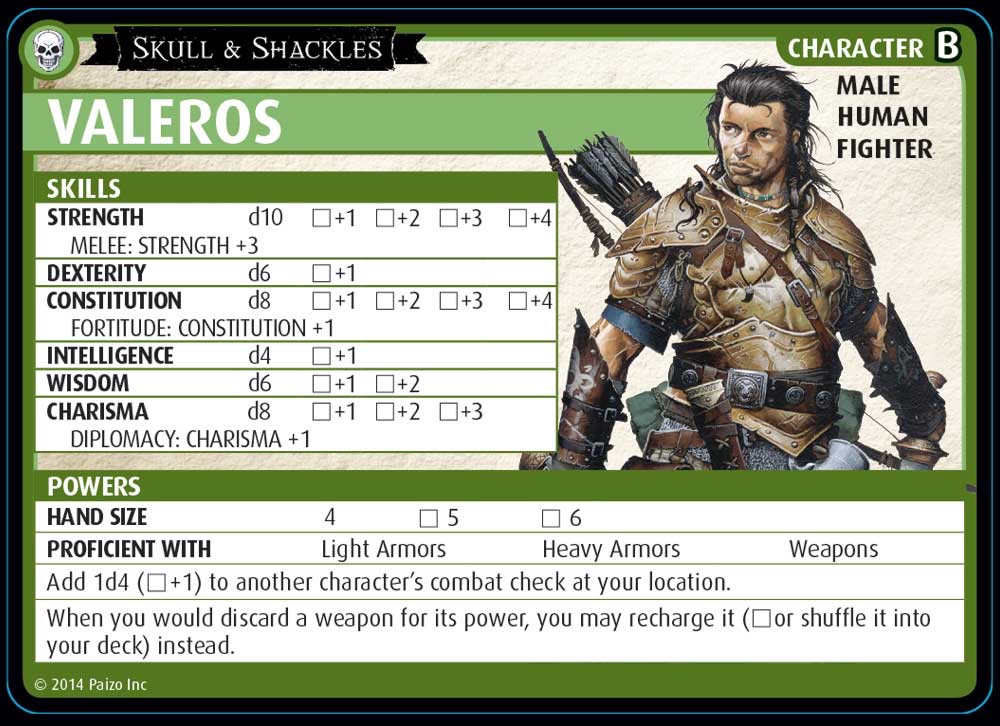 SKULL & SHACKLES
CHARACTER B
VALEROS
MALE
HUMAN
FIGHTER
SKILLS
STRENGTH d10 □+1 □+2 □+3 □+4
MELEE: STRENGTH +3
DEXTERITY d6 □+1
CONSTITUTION d8 □+1 □+2 □+3 □+4
FORTITUDE: CONSTITUTION +1
INTELLIGENCE d4 □+1
WISDOM d6 □+1 □+2
CHARISMA d8 □+1 □+2 □+3
DIPLOMACY: CHARISMA +1
POWERS
HAND SIZE 4 □ 5 □ 6
PROFICIENT WITH Light Armors Heavy Armors Weapons
Add 1d4 (□+1) to another character’s combat check at your location.
When you would discard a weapon for its power, you may recharge it (□or shuffle it into
your deck) instead.
© 2014 Paizo Inc